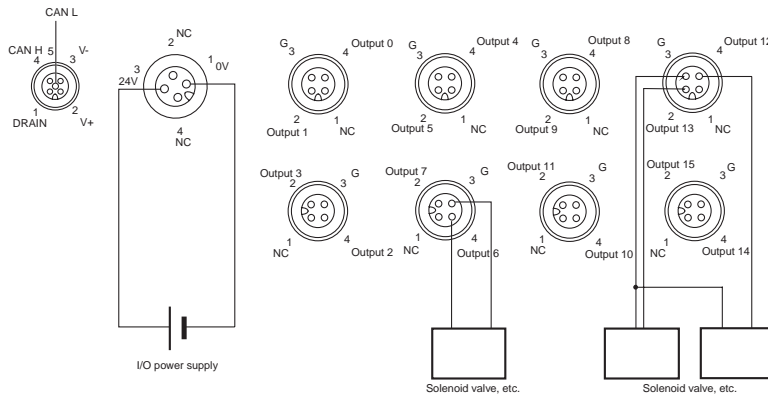 CAN L
CAN H
5
4
3
V-
1
2
DRAIN
V+
NC
2
3
24V
1
0V
4
NC
G
3
4
Output 0
2
Output 1
1
NC
G
3
4
Output 4
2
Output 5
1
NC
G
3
4
Output 8
2
Output 9
1
NC
G
3
4
Output 12
2
Output 13
1
NC
Output 3
2
3
G
1
NC
4
Output 2
Output 7
2
3
G
1
NC
4
Output 6
Output 11
2
3
G
1
NC
4
Output 10
Output 15
2
3
G
1
NC
4
Output 14
I/O power supply
Solenoid valve, etc.
Solenoid valve, etc.